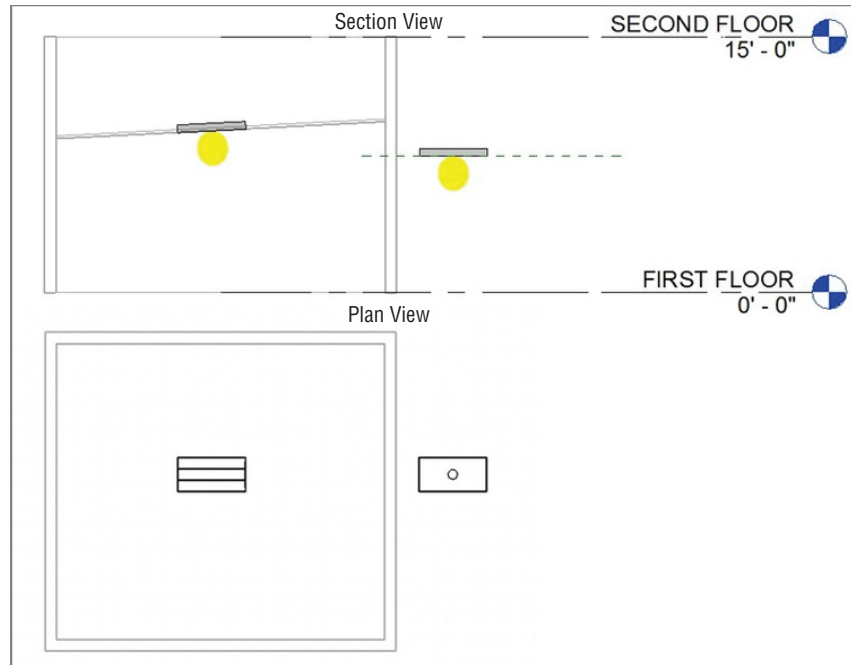 Section View
SECOND FLOOR
15' - 0"
FIRST FLOOR
0' - 0"
Plan View